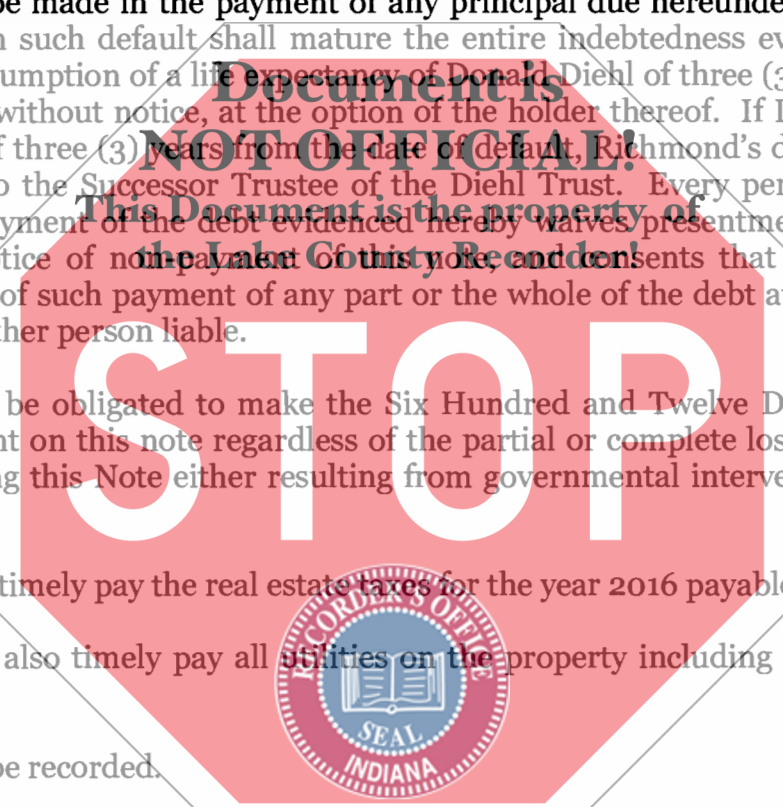 be made in the payment of any principal due hereunde
n such default shall mature the entire indebtedness ev
Document is
umption of a life expectancy of Donald Diehl of three (3
without notice, at the option of the holder thereof. If
NOT OFFICIAL!
f three (3) years from the date of default, Richmond's
o the Successor Trustee of the Diehl Trust. Every per
This Document is the property of
yment of the debt evidenced hereby waives presentme
the Lake County Recorder!
tice of non-payment of this note, and consents that
of such payment of any part or the whole of the debt a
her person liable.
STOP
be obligated to make the Six Hundred and Twelve D
nt on this note regardless of the partial or complete los
g this Note either resulting from governmental interve
timely pay the real estate taxes for the year 2016 payabl
RECORDER'S OFFICE
also timely pay all utilities on the property including
SEAL
INDIANA
be recorded.